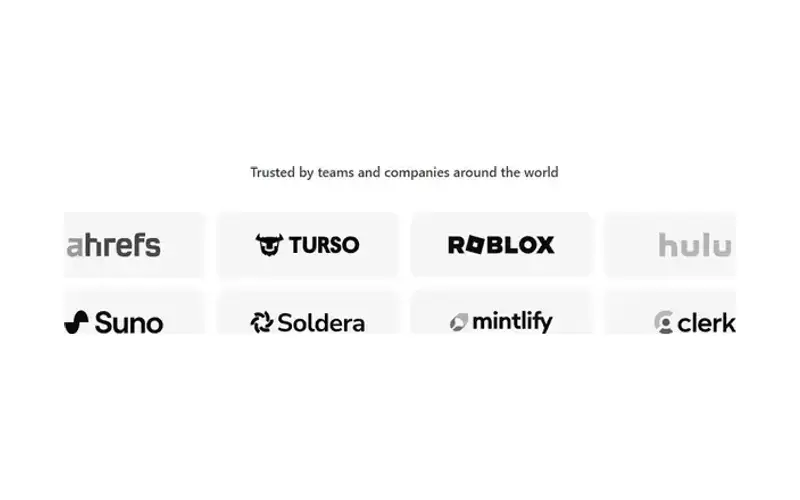 Trusted by teams and companies around the world
ahrefs TURSO ROBLOX hulu
Suno Soldera mintlify clerk